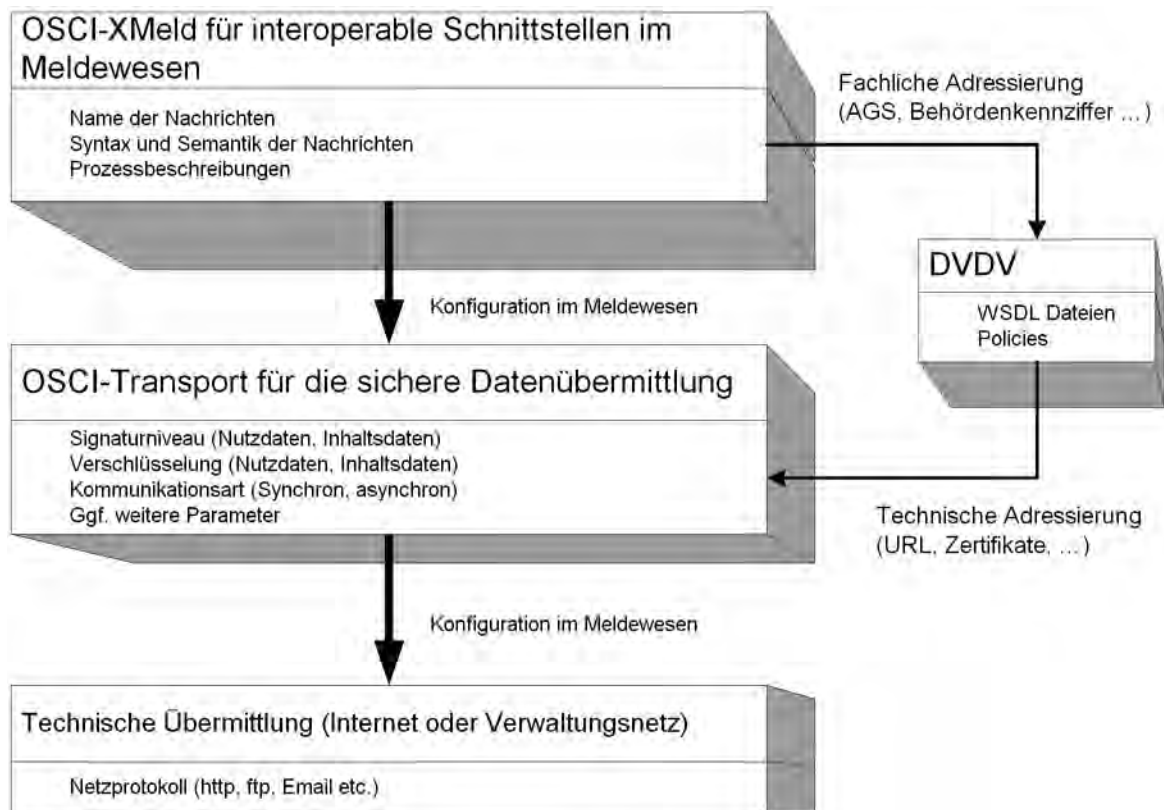 OSCI-XMeld für interoperable Schnittstellen im
Meldewesen
Name der Nachrichten
Syntax und Semantik der Nachrichten
Prozessbeschreibungen
Fachliche Adressierung
(AGS, Behördenkennziffer ...)
DVDV
WSDL Dateien
Policies
Konfiguration im Meldewesen
OSCI-Transport für die sichere Datenübermittlung
Signaturniveau (Nutzdaten, Inhaltsdaten)
Verschlüsselung (Nutzdaten, Inhaltsdaten)
Kommunikationsart (Synchron, asynchron)
Ggf. weitere Parameter
Technische Adressierung
(URL, Zertifikate, ...)
Konfiguration im Meldewesen
Technische Übermittlung (Internet oder Verwaltungsnetz)
Netzprotokoll (http, ftp, Email etc.)